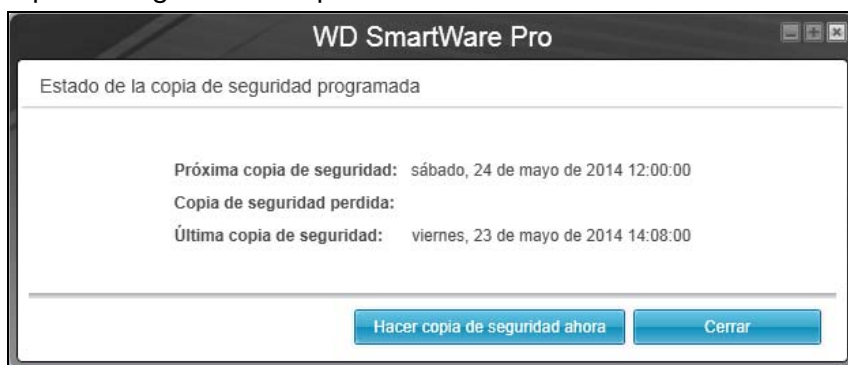 WD SmartWare Pro
Estado de la copia de seguridad programada
Próxima copia de seguridad: sábado, 24 de mayo de 2014 12:00:00
Copia de seguridad perdida:
Última copia de seguridad: viernes, 23 de mayo de 2014 14:08:00
Hacer copia de seguridad ahora Cerrar